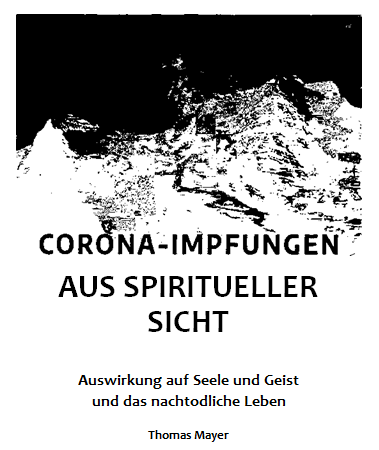 CORONA-IMPFUNGEN
AUS SPIRITUELLER
SICHT
Auswirkung auf Seele und Geist
und das nachtodliche Leben
Thomas Mayer